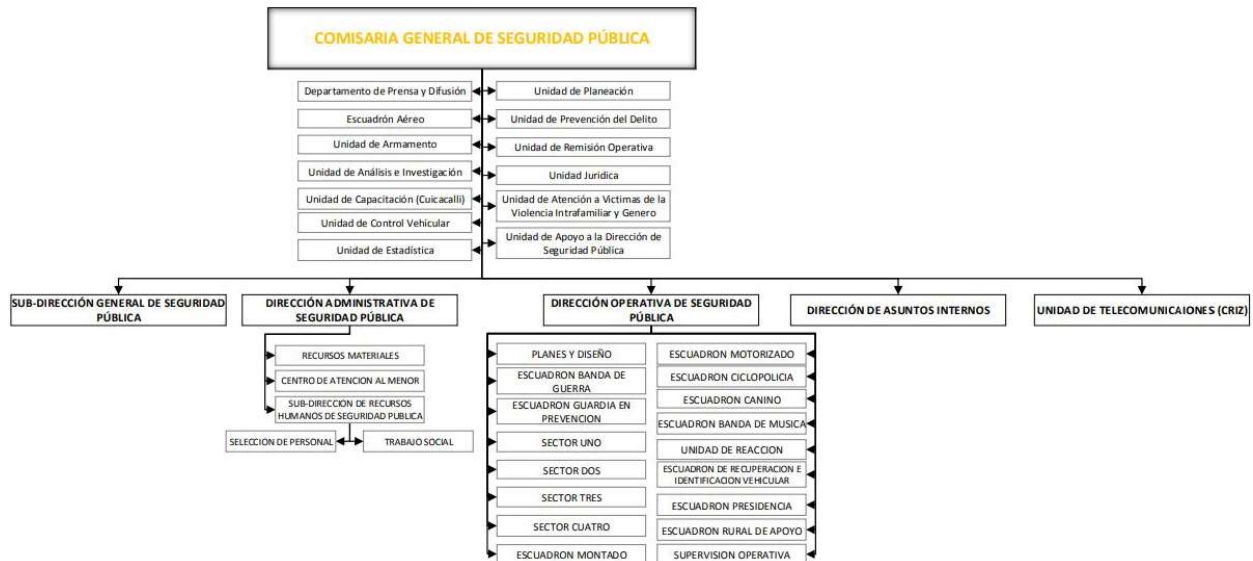 COMISARIA GENERAL DE SEGURIDAD PÚBLICA
Departamento de Prensa y Difusión
Unidad de Planeación
Escuadrón Aéreo
Unidad de Prevención del Delito
Unidad de Armamento
Unidad de Remisión Operativa
Unidad de Análisis e Investigación
Unidad Juridica
Unidad de Capacitación (Cuicacalli)
Unidad de Atención a Victimas de la
Violencia Intrafamiliar y Genero
Unidad de Control Vehicular
Unidad de Apoyo a la Dirección de
Seguridad Pública
Unidad de Estadística
SUB-DIRECCIÓN GENERAL DE SEGURIDAD
PÚBLICA
DIRECCIÓN ADMINISTRATIVA DE
SEGURIDAD PÚBLICA
DIRECCIÓN OPERATIVA DE SEGURIDAD
PÚBLICA
DIRECCIÓN DE ASUNTOS INTERNOS
UNIDAD DE TELECOMUNICAIONES (CRIZ)
RECURSOS MATERIALES
CENTRO DE ATENCION AL MENOR
SUB-DIRECCION DE RECURSOS
HUMANOS DE SEGURIDAD PUBLICA
SELECCION DE PERSONAL
TRABAJO SOCIAL
PLANES Y DISEÑO
ESCUADRON BANDA DE
GUERRA
ESCUADRON GUARDIA EN
PREVENCION
SECTOR UNO
SECTOR DOS
SECTOR TRES
SECTOR CUATRO
ESCUADRON MONTADO
ESCUADRON MOTORIZADO
ESCUADRON CICLOPOLICIA
ESCUADRON CANINO
ESCUADRON BANDA DE MUSICA
UNIDAD DE REACCION
ESCUADRON DE RECUPERACION E
IDENTIFICACION VEHICULAR
ESCUADRON PRESIDENCIA
ESCUADRON RURAL DE APOYO
SUPERVISION OPERATIVA